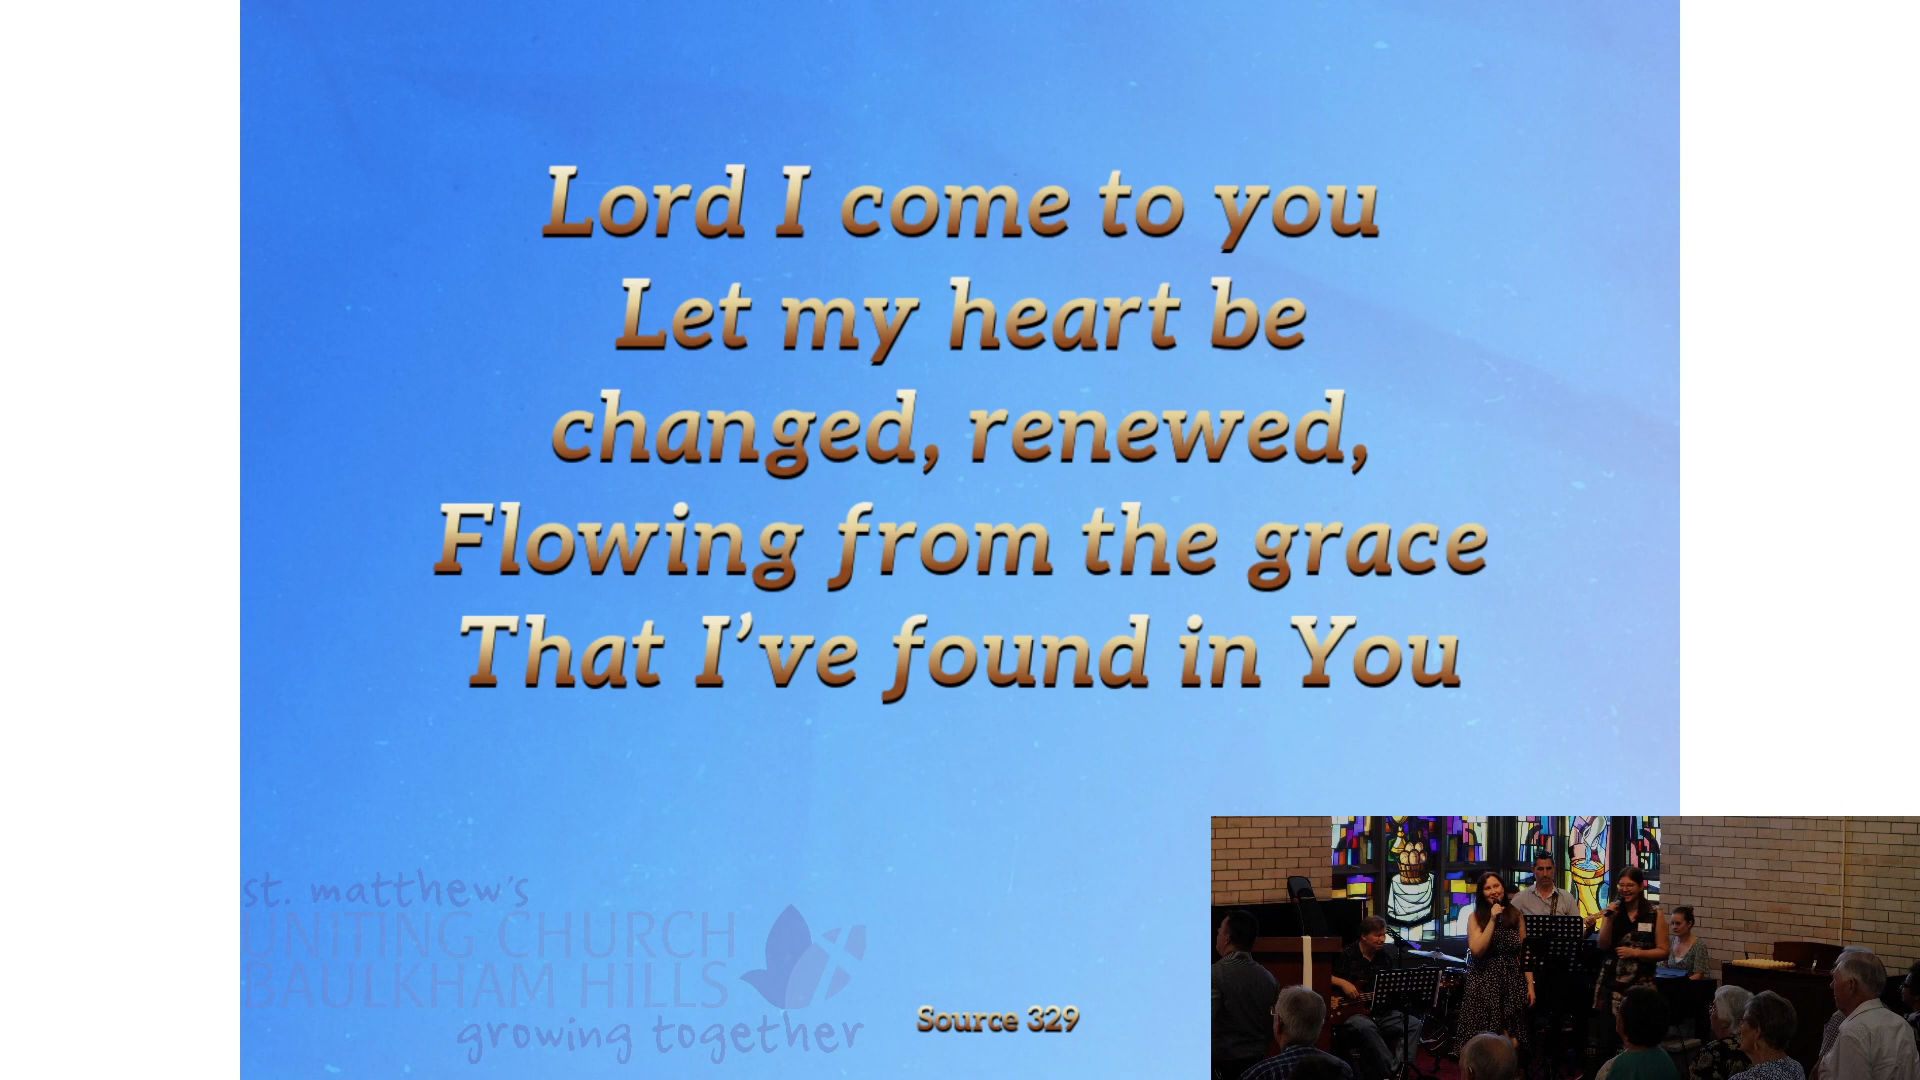 Lord I come to you
Let my heart be
changed, renewed,
Flowing from the grace
That I’ve found in You
st. matthew's
UNITING CHURCH
BAULKHAM HILLS
growing together
Source 329